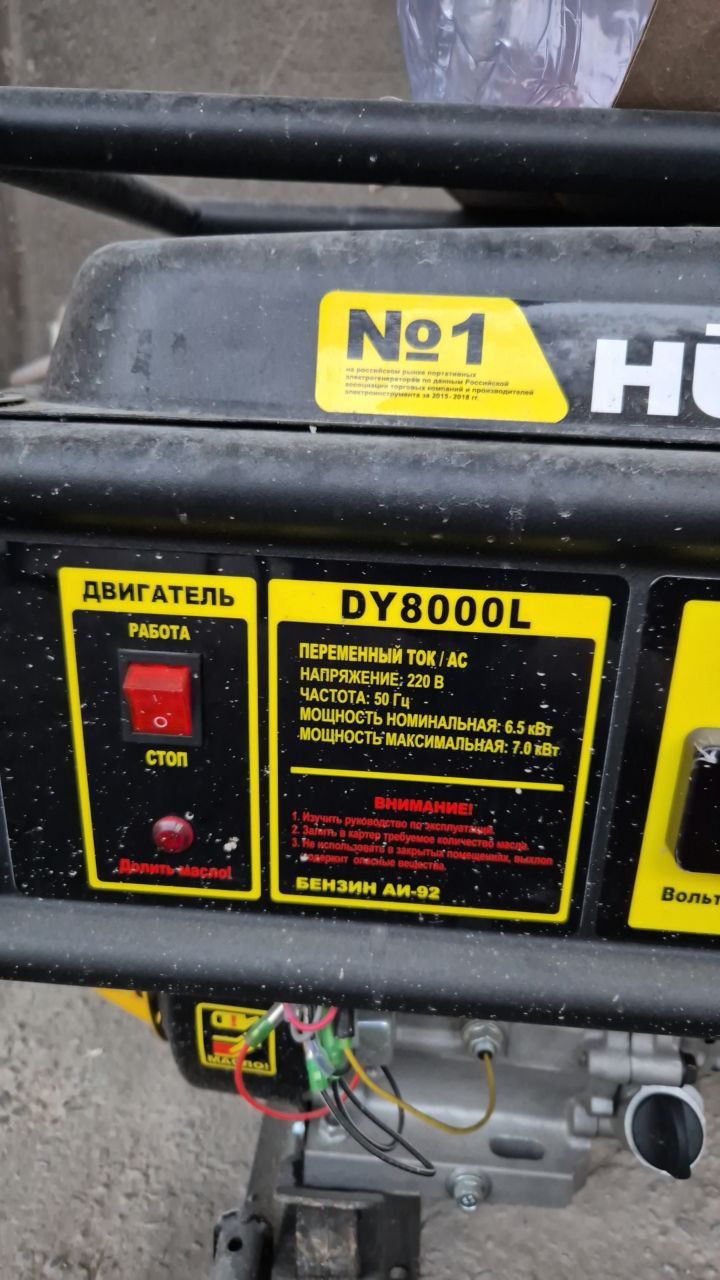 №1
на российском рынке портативных
электрогенераторов по данным Российской
ассоциации торговых компаний и производителей
электроинструмента за 2015-2018 гг.
HÜ
ДВИГАТЕЛЬ
РАБОТА
O
СТОП
Долить масло!
DY8000L
ПЕРЕМЕННЫЙ ТОК / AC
НАПРЯЖЕНИЕ: 220 В
ЧАСТОТА: 50 Гц
МОЩНОСТЬ НОМИНАЛЬНАЯ: 6.5 кВт
МОЩНОСТЬ МАКСИМАЛЬНАЯ: 7.0 кВт
ВНИМАНИЕ!
1. Изучить руководство по эксплуатации.
2. Залить в картер требуемое количество масла.
3. Не использовать в закрытых помещениях, выхлоп
содержит опасные вещества.
БЕНЗИН АИ-92
Вольт
МАСЛО!